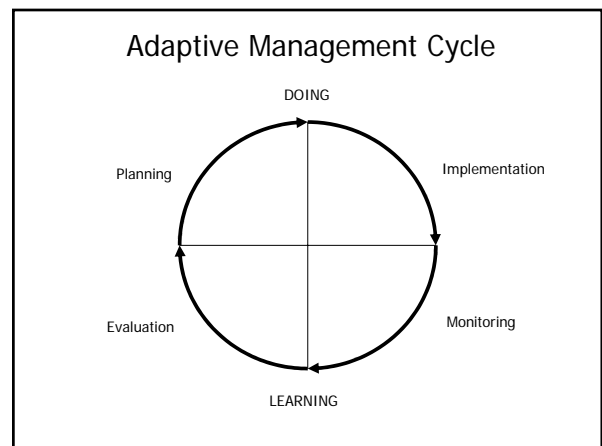 Adaptive Management Cycle
DOING
Planning
Implementation
Evaluation
Monitoring
LEARNING